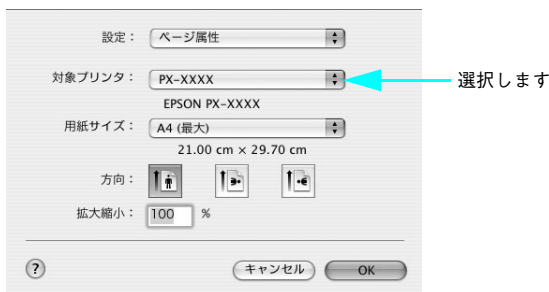 設定： ページ属性
対象プリンタ： PX-XXXX 選択します
EPSON PX-XXXX
用紙サイズ： A4 (最大)
21.00 cm × 29.70 cm
方向：
拡大縮小： 100 %
? キャンセル OK